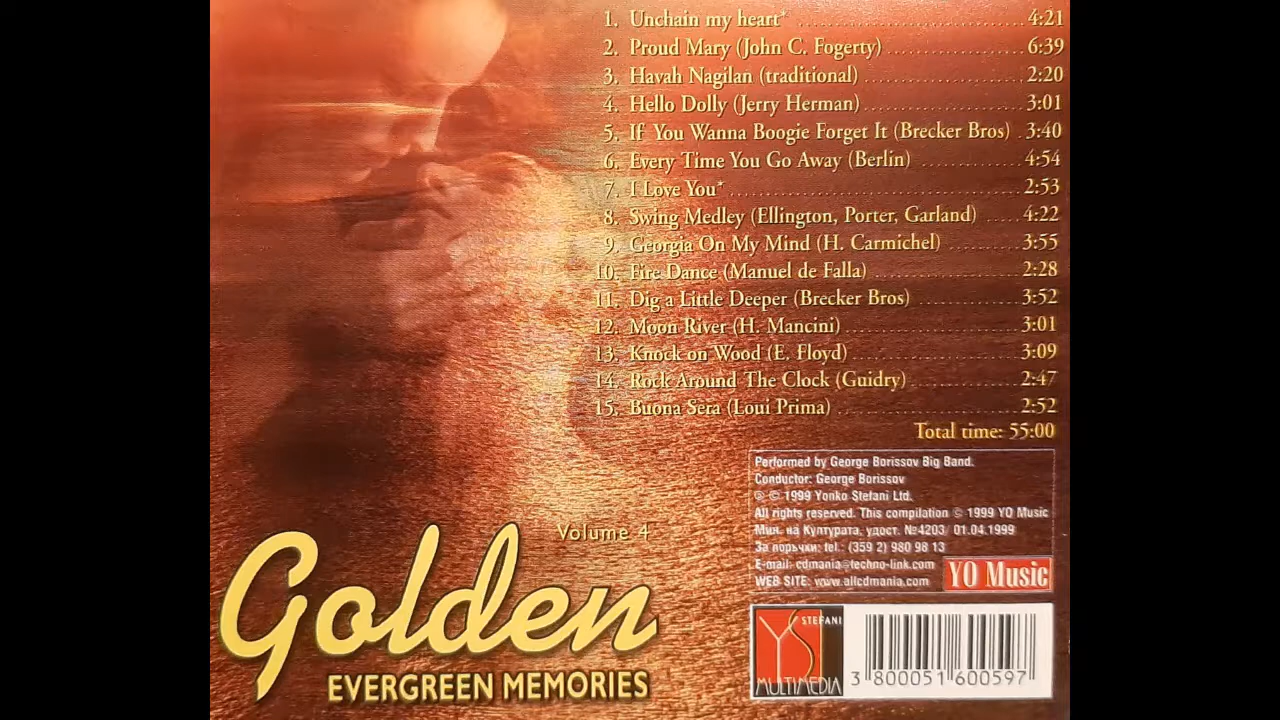 1. Unchain my heart* 4:21
2. Proud Mary (John C. Fogerty) 6:39
3. Havah Nagilan (traditional) 2:20
4. Hello Dolly (Jerry Herman) 3:01
5. If You Wanna Boogie Forget It (Brecker Bros) 3:40
6. Every Time You Go Away (Berlin) 4:54
7. I Love You* 2:53
8. Swing Medley (Ellington, Porter, Garland) 4:22
9. Georgia On My Mind (H. Carmichel) 3:55
10. Fire Dance (Manuel de Falla) 2:28
11. Dig a Little Deeper (Brecker Bros) 3:52
12. Moon River (H. Mancini) 3:01
13. Knock on Wood (E. Floyd) 3:09
14. Rock Around The Clock (Guidry) 2:47
15. Buona Sera (Loui Prima) 2:52
Total time: 55:00
Performed by George Borissov Big Band.
Conductor: George Borissov
℗ © 1999 Yonko Stefani Ltd.
All rights reserved. This compilation © 1999 YO Music
Мин. на Културата, удост. №4203/ 01.04.1999
За поръчки: tel.: (359 2) 980 98 13
E-mail: cdmania@techno-link.com
WEB SITE: www.allcdmania.com
YO Music
Volume 4
Golden
EVERGREEN MEMORIES
YS STEFANI
MULTIMEDIA
3 800051 600597